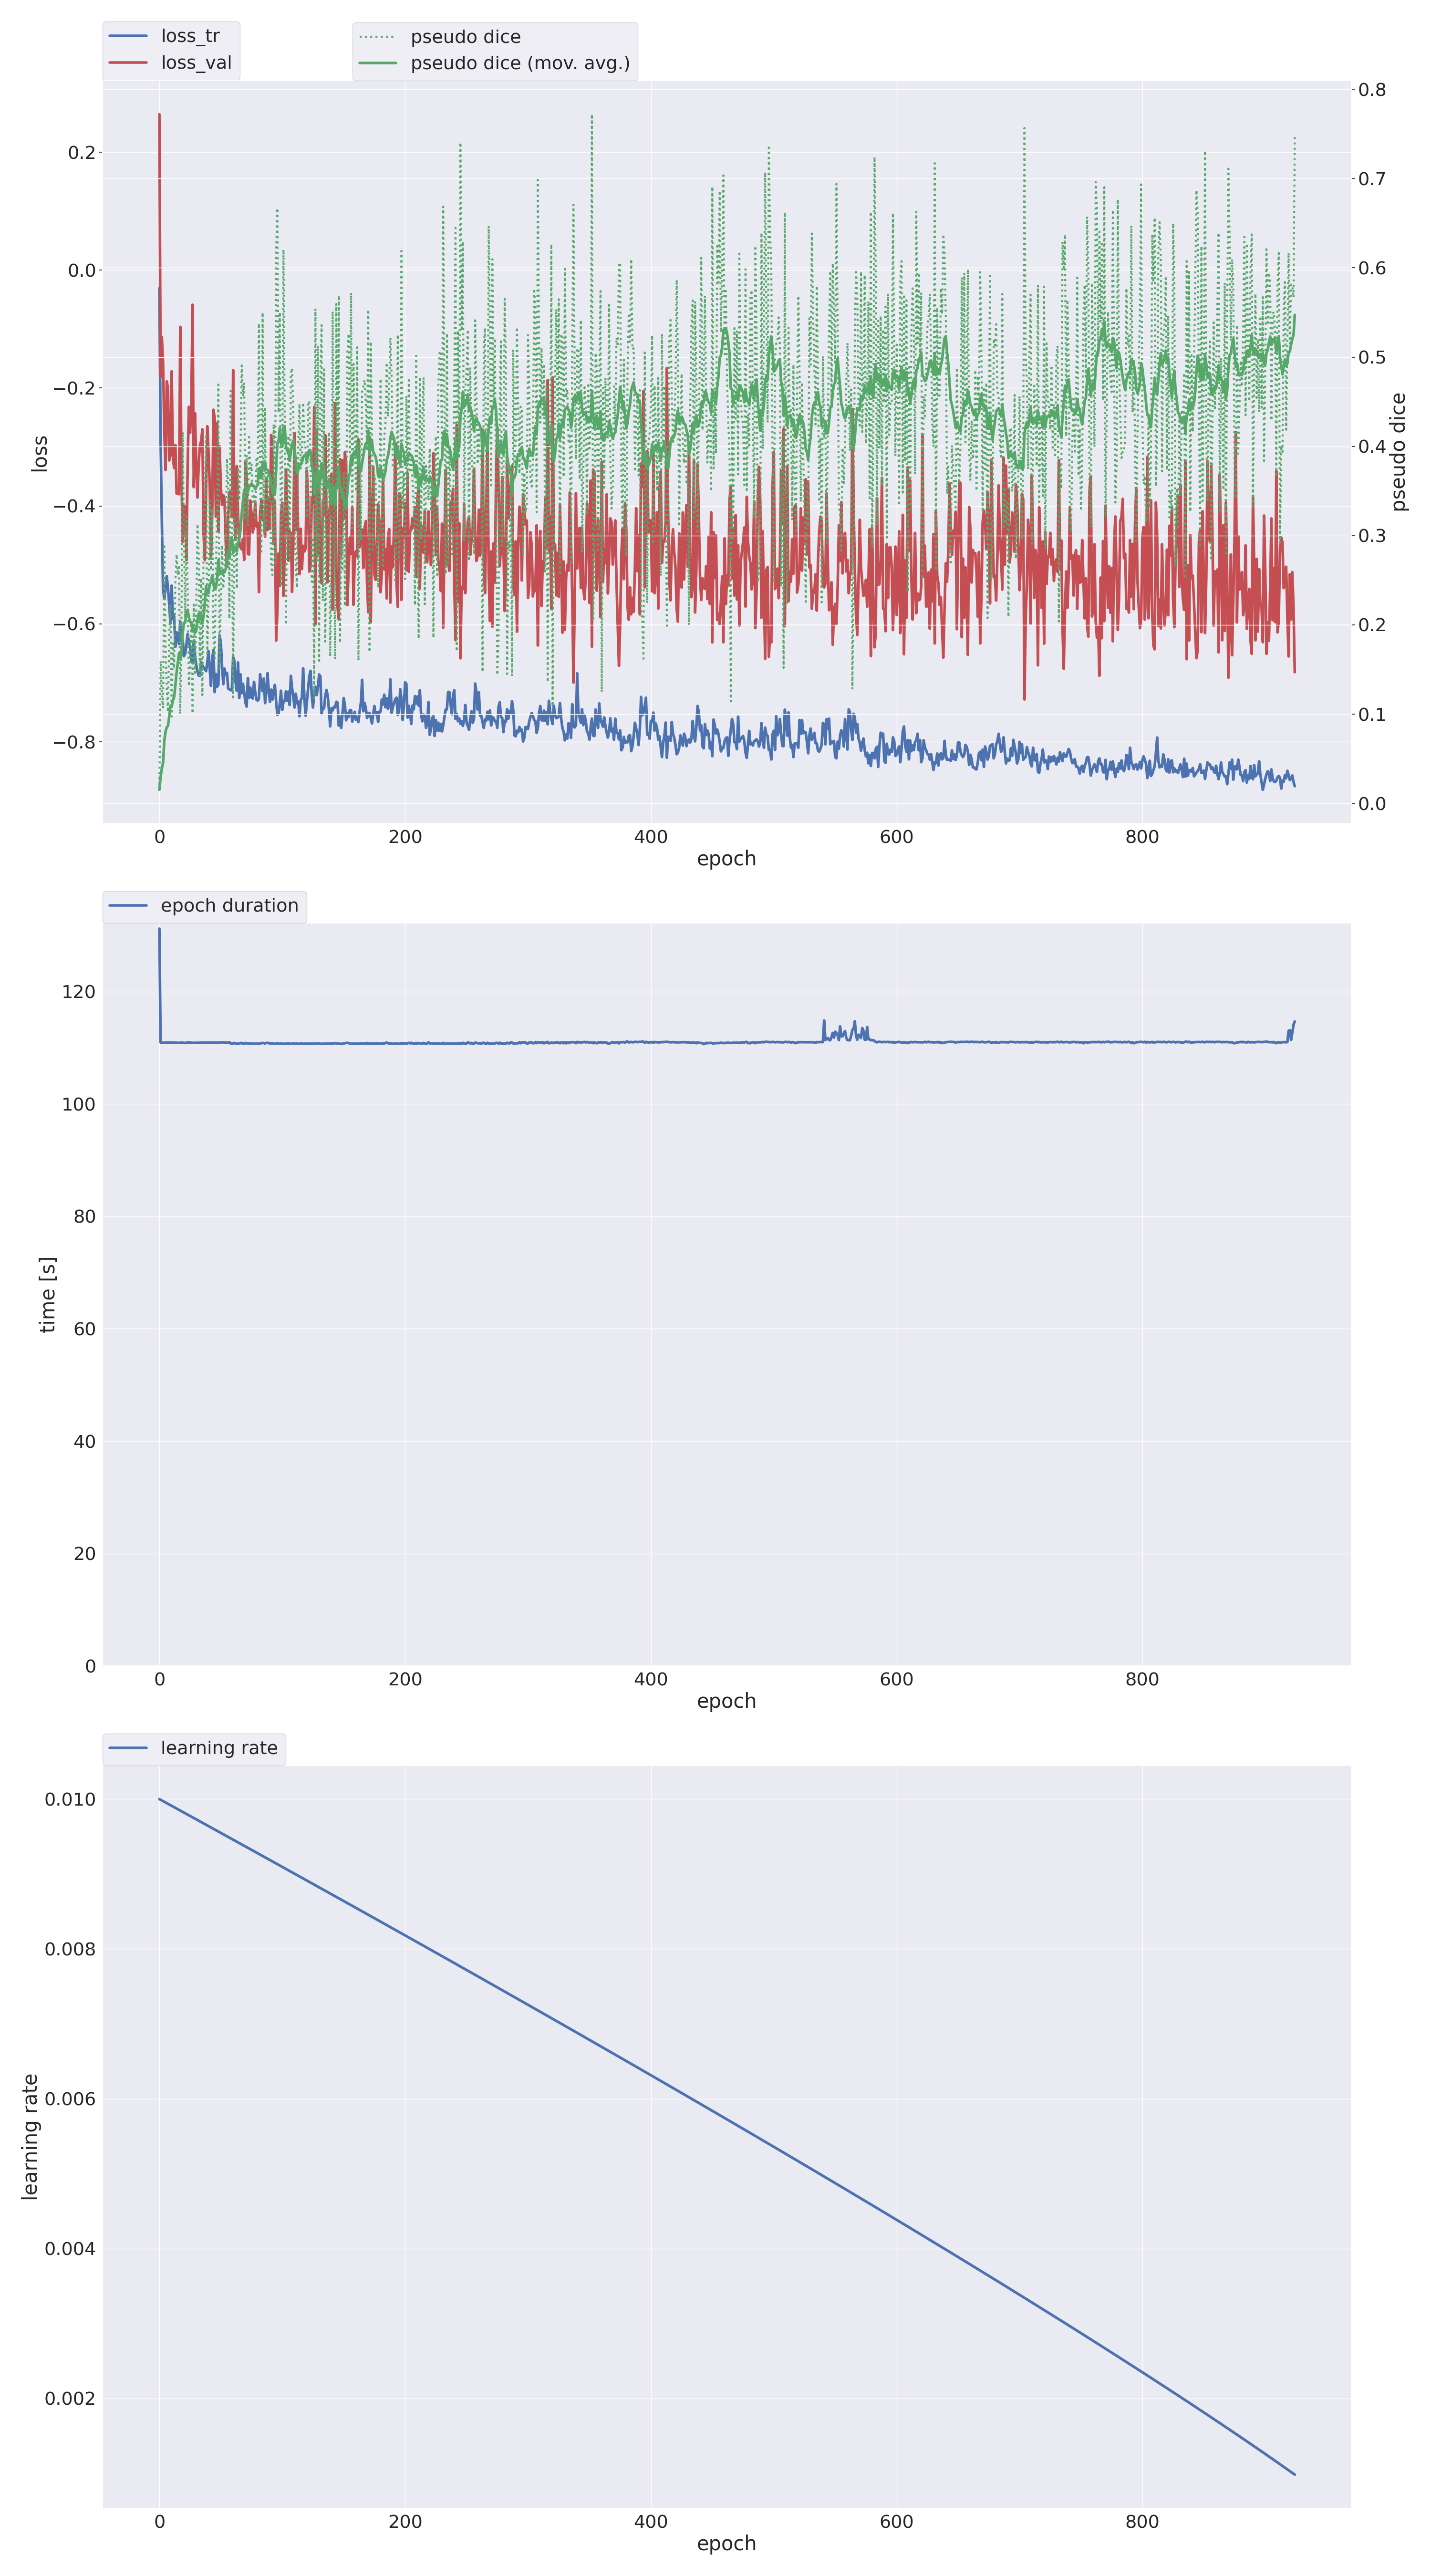 loss_tr
loss_val
pseudo dice
pseudo dice (mov. avg.)
0.2
0.0
−0.2
−0.4
−0.6
−0.8
loss
0.8
0.7
0.6
0.5
0.4
0.3
0.2
0.1
0.0
pseudo dice
0 200 400 600 800
epoch
epoch duration
120
100
80
60
40
20
0
time [s]
0 200 400 600 800
epoch
learning rate
0.010
0.008
0.006
0.004
0.002
learning rate
0 200 400 600 800
epoch